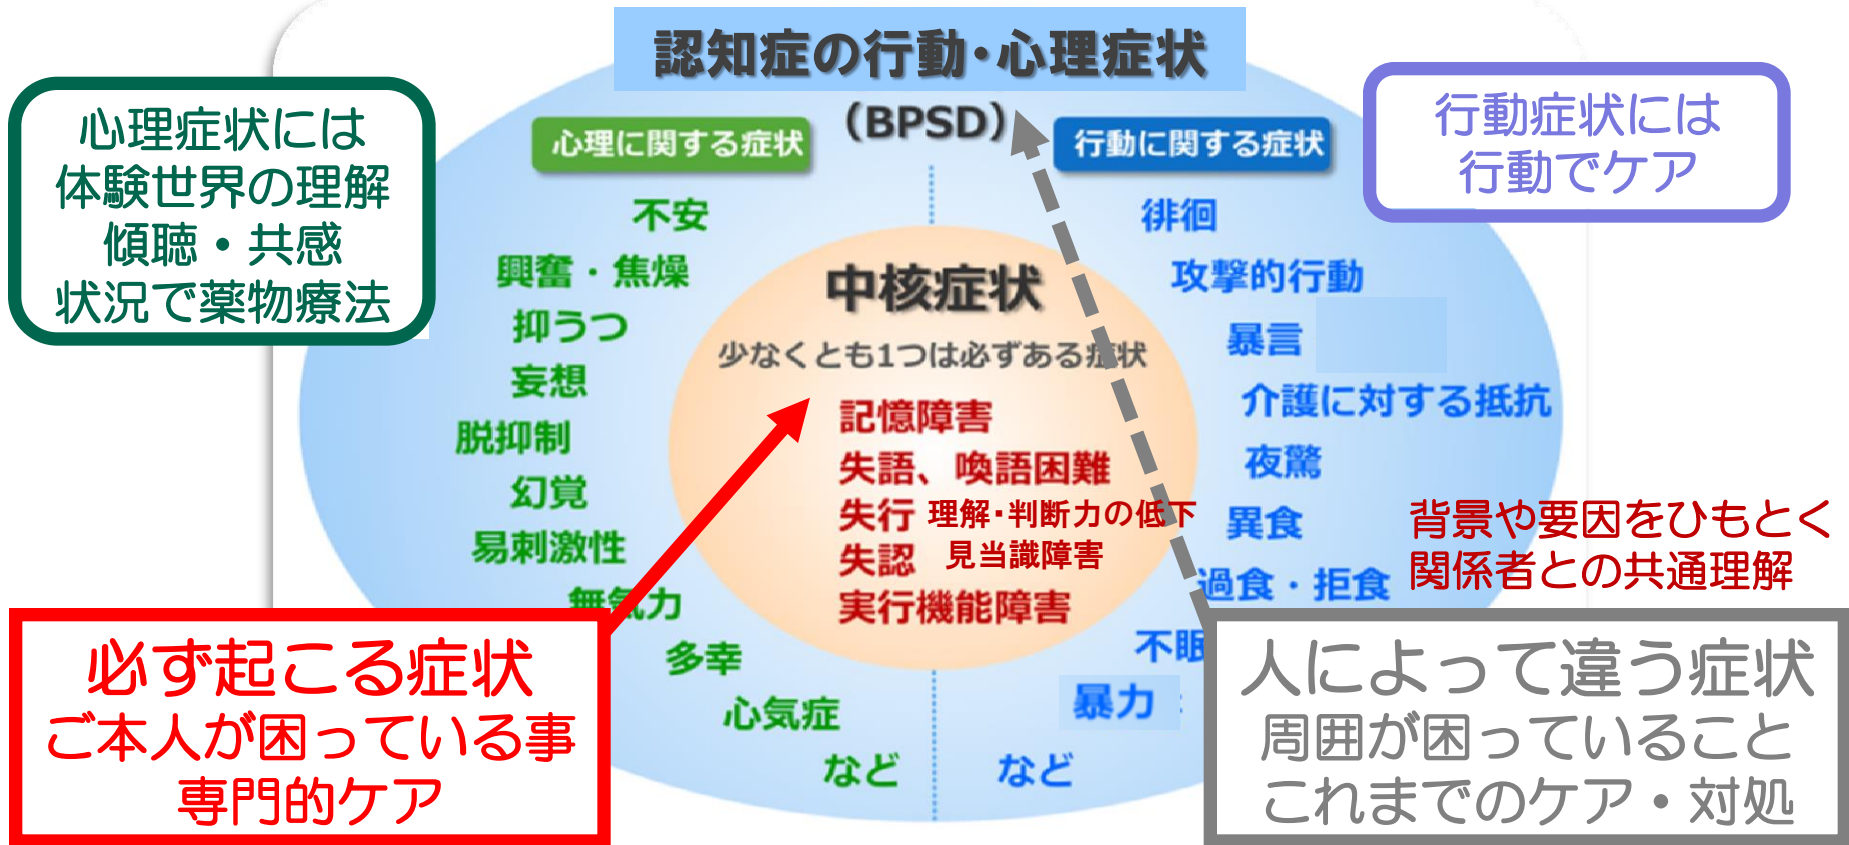 認知症の行動・心理症状
（BPSD）
心理症状には
体験世界の理解
傾聴・共感
状況で薬物療法
行動症状には
行動でケア
心理に関する症状
不安
興奮・焦燥
抑うつ
妄想
脱抑制
幻覚
易刺激性
無気力
多幸
心気症
など
行動に関する症状
徘徊
攻撃的行動
暴言
介護に対する抵抗
夜驚
異食
過食・拒食
不眠
暴力
など
中核症状
少なくとも1つは必ずある症状
記憶障害
失語、喚語困難
失行 理解・判断力の低下
失認 見当識障害
実行機能障害
背景や要因をひもとく
関係者との共通理解
必ず起こる症状
ご本人が困っている事
専門的ケア
人によって違う症状
周囲が困っていること
これまでのケア・対処